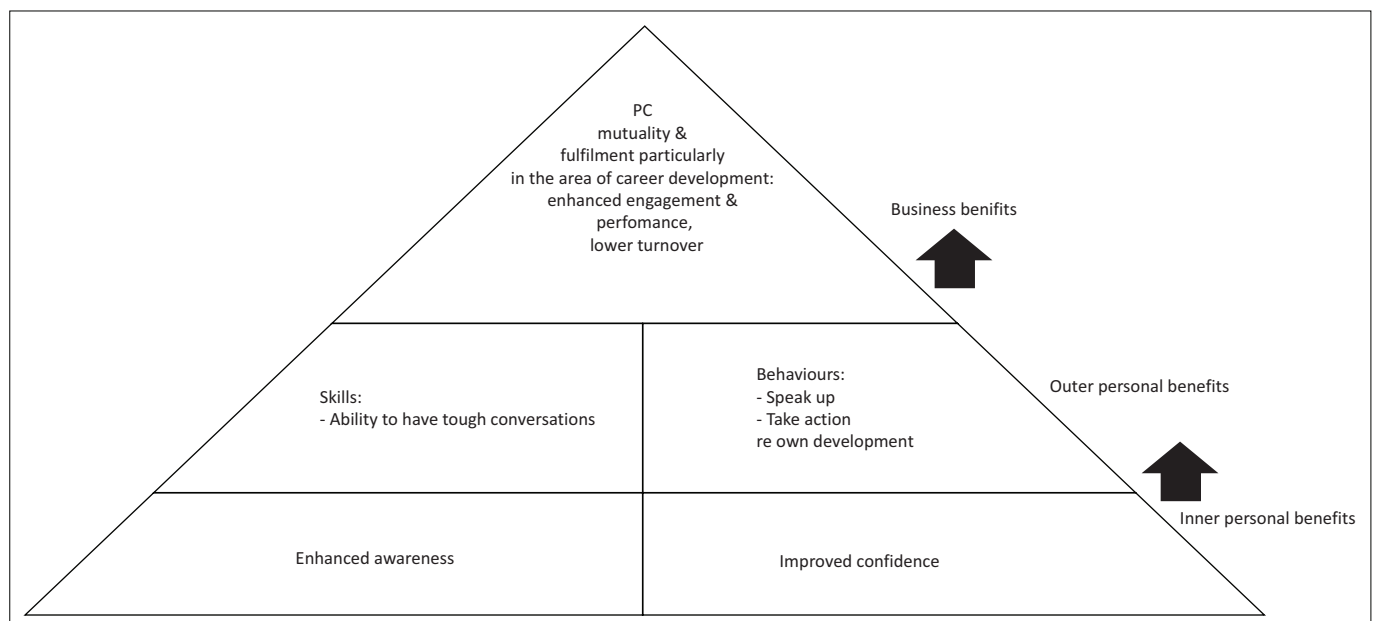 PC
mutuality &
fulfilment particularly
in the area of career development:
enhanced engagement &
perfomance,
lower turnover
Business benifits
Skills:
- Ability to have tough conversations
Behaviours:
- Speak up
- Take action
re own development
Outer personal benefits
Inner personal benefits
Enhanced awareness
Improved confidence